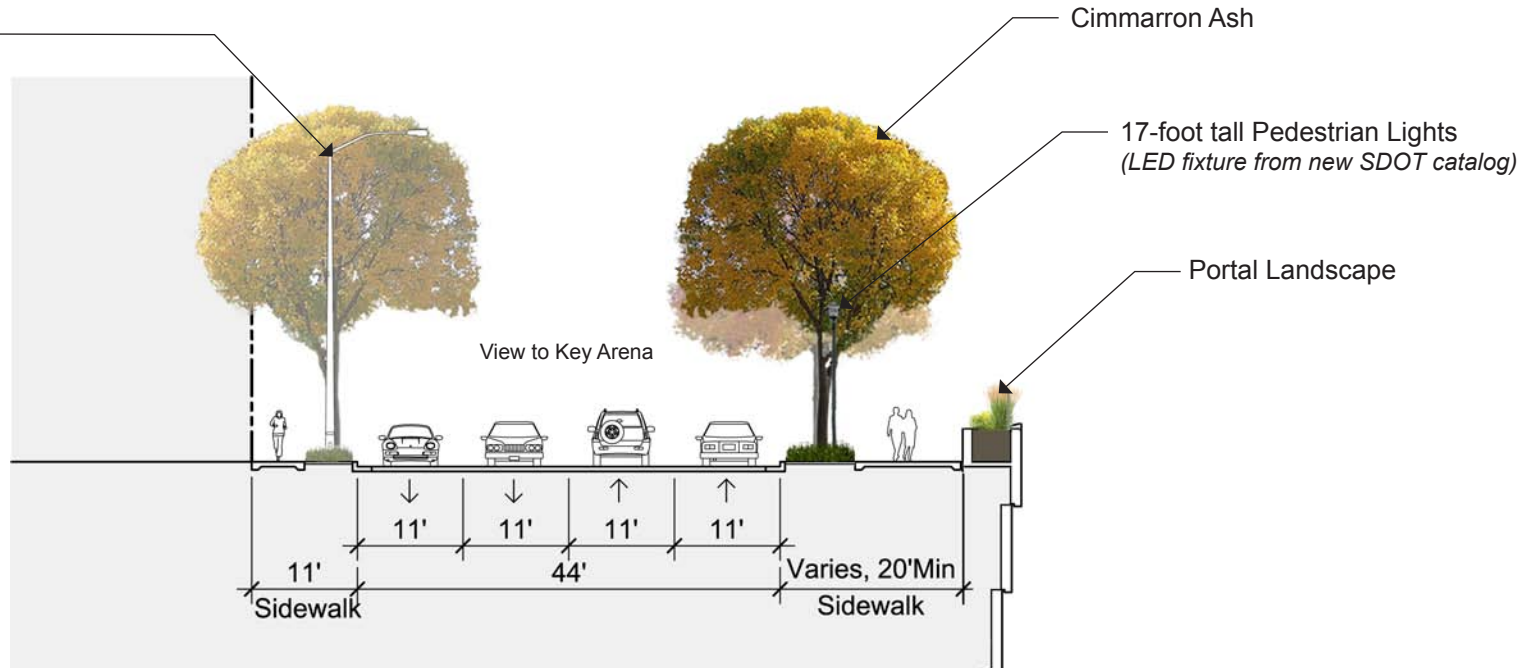 Cimmarron Ash
17-foot tall Pedestrian Lights
(LED fixture from new SDOT catalog)
Portal Landscape
View to Key Arena
11' 11' 11' 11'
11' 44' Varies, 20'Min
Sidewalk Sidewalk